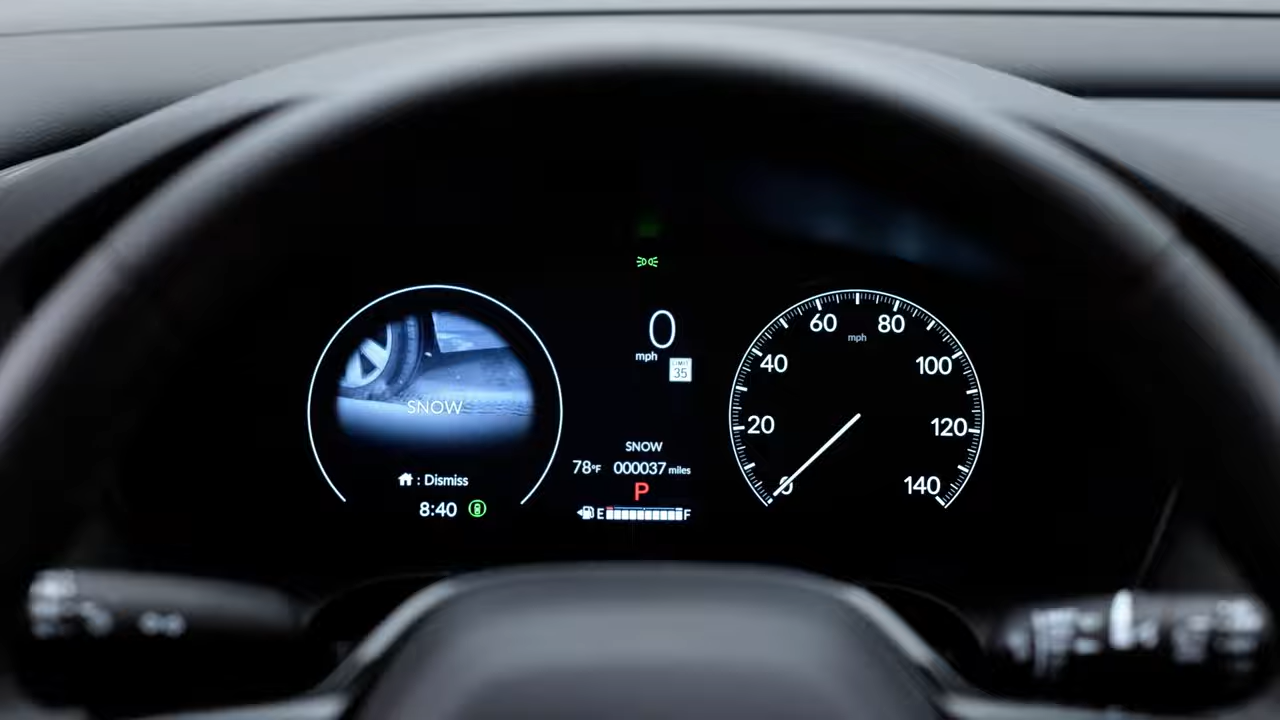 0
mph
LIMIT
35
SNOW
: Dismiss
8:40
SNOW
78°F 000037 miles
P
E F
mph
0
20
40
60
80
100
120
140